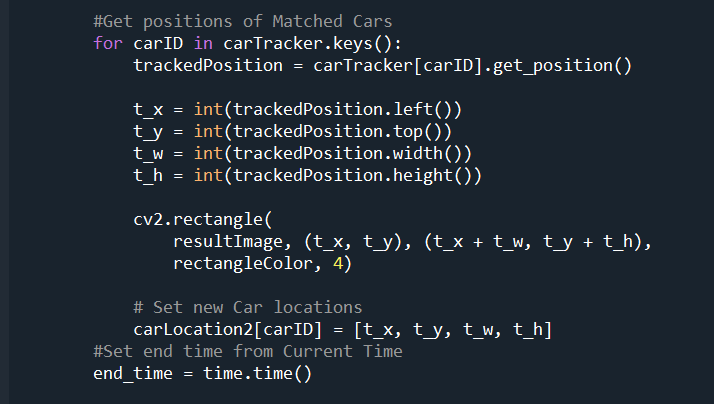 #Get positions of Matched Cars
for carID in carTracker.keys():
    trackedPosition = carTracker[carID].get_position()

    t_x = int(trackedPosition.left())
    t_y = int(trackedPosition.top())
    t_w = int(trackedPosition.width())
    t_h = int(trackedPosition.height())

    cv2.rectangle(
        resultImage, (t_x, t_y), (t_x + t_w, t_y + t_h),
        rectangleColor, 4)

    # Set new Car locations
    carLocation2[carID] = [t_x, t_y, t_w, t_h]
#Set end time from Current Time
end_time = time.time()